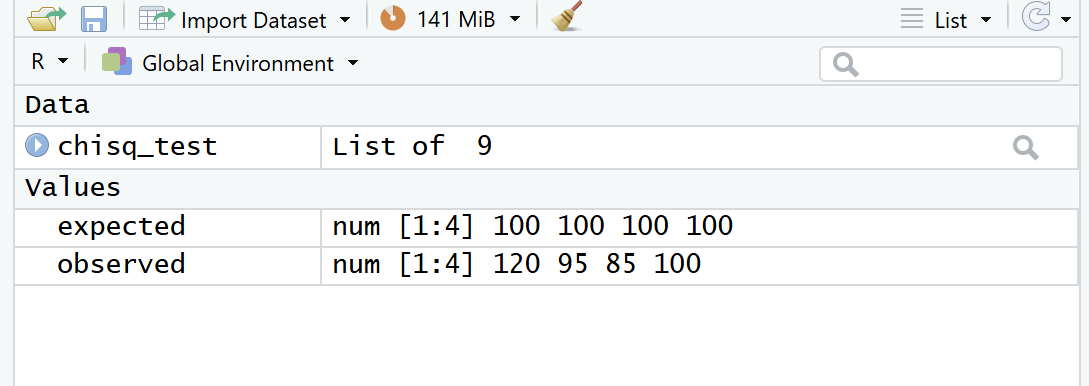 Import Dataset 141 MiB List
R Global Environment
Data
chisq_test List of 9
Values
expected num [1:4] 100 100 100 100
observed num [1:4] 120 95 85 100